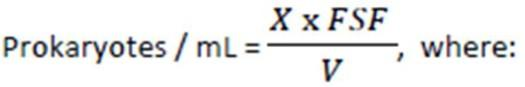 Prokaryotes / mL = X x FSF / V, where: